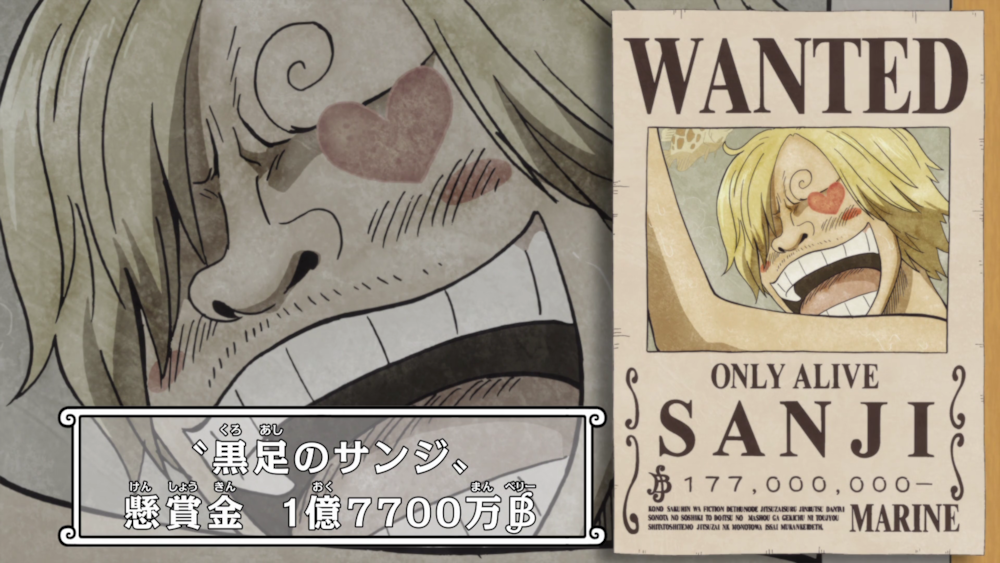 〝黒足のサンジ〟
懸賞金 1億7700万฿
WANTED
ONLY ALIVE
SANJI
฿177,000,000-
MARINE